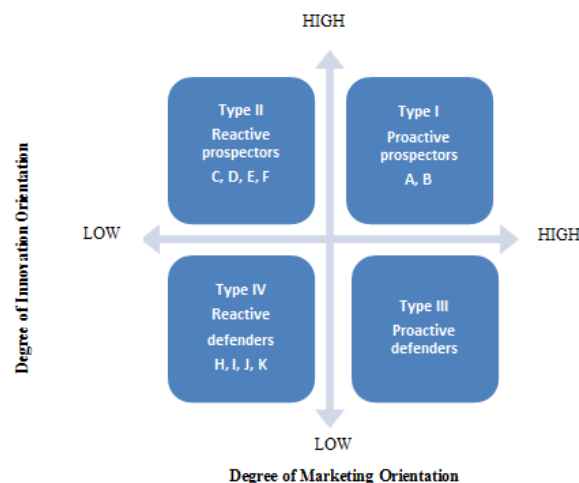 HIGH
Type II
Reactive
prospectors
C, D, E, F
Type I
Proactive
prospectors
A, B
Degree of Innovation Orientation
LOW
HIGH
Type IV
Reactive
defenders
H, I, J, K
Type III
Proactive
defenders
LOW
Degree of Marketing Orientation